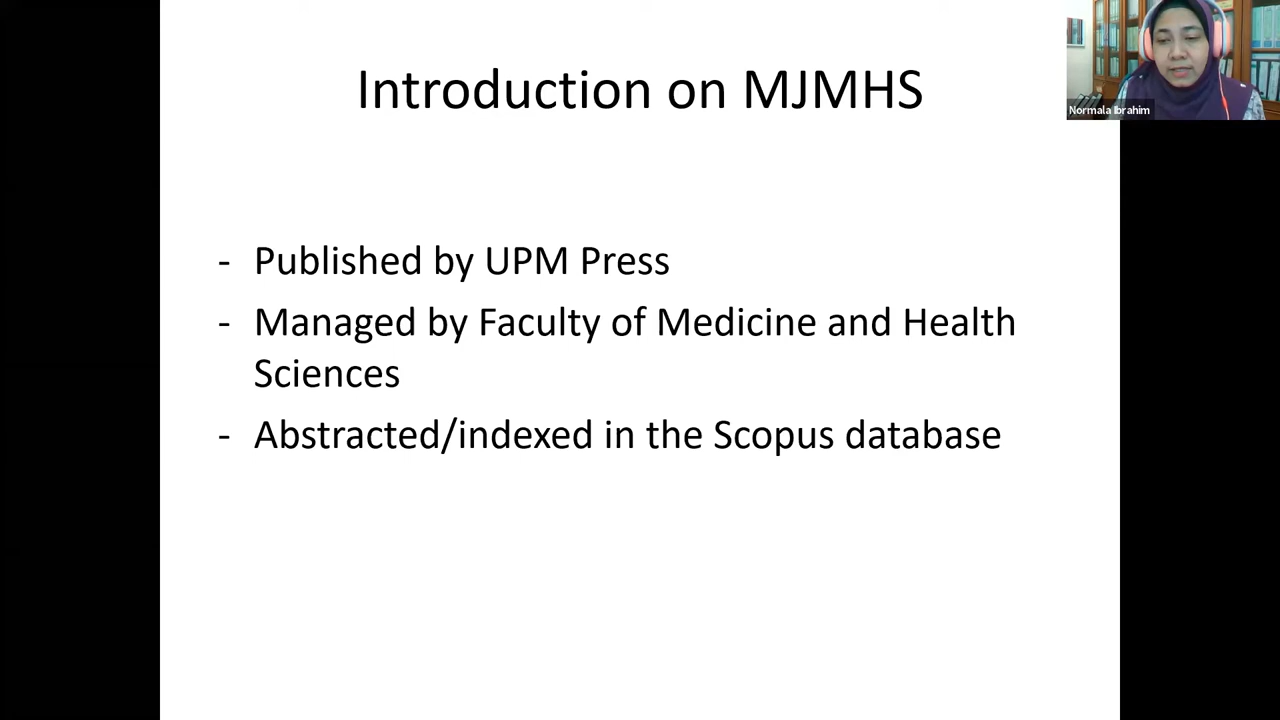 Introduction on MJMHS
Normala Ibrahim
- Published by UPM Press
- Managed by Faculty of Medicine and Health
Sciences
- Abstracted/indexed in the Scopus database